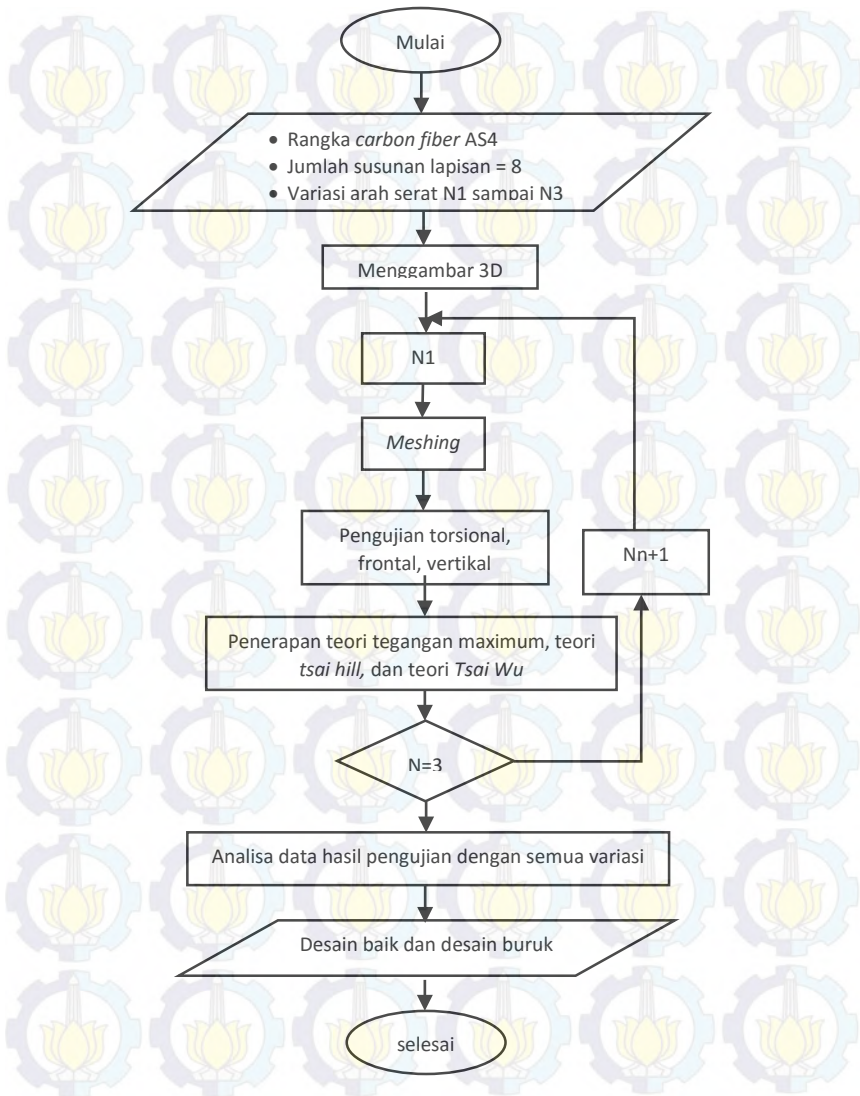 Mulai
• Rangka carbon fiber AS4
• Jumlah susunan lapisan = 8
• Variasi arah serat N1 sampai N3
Menggambar 3D
N1
Meshing
Pengujian torsional,
frontal, vertikal
Nn+1
Penerapan teori tegangan maximum, teori
tsai hill, dan teori Tsai Wu
N=3
Analisa data hasil pengujian dengan semua variasi
Desain baik dan desain buruk
selesai